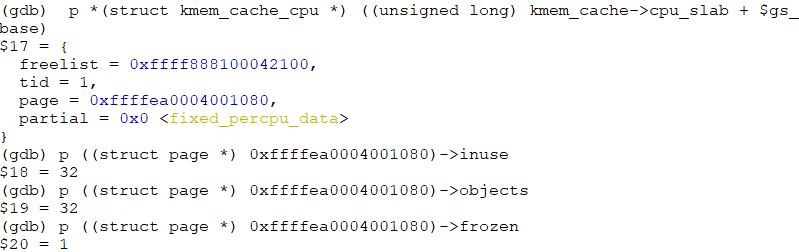 (gdb)  p *(struct kmem_cache_cpu *) ((unsigned long) kmem_cache->cpu_slab + $gs_
base)
$17 = {
  freelist = 0xffff888100042100,
  tid = 1,
  page = 0xffffea0004001080,
  partial = 0x0 <fixed_percpu_data>
}
(gdb) p ((struct page *) 0xffffea0004001080)->inuse
$18 = 32
(gdb) p ((struct page *) 0xffffea0004001080)->objects
$19 = 32
(gdb) p ((struct page *) 0xffffea0004001080)->frozen
$20 = 1